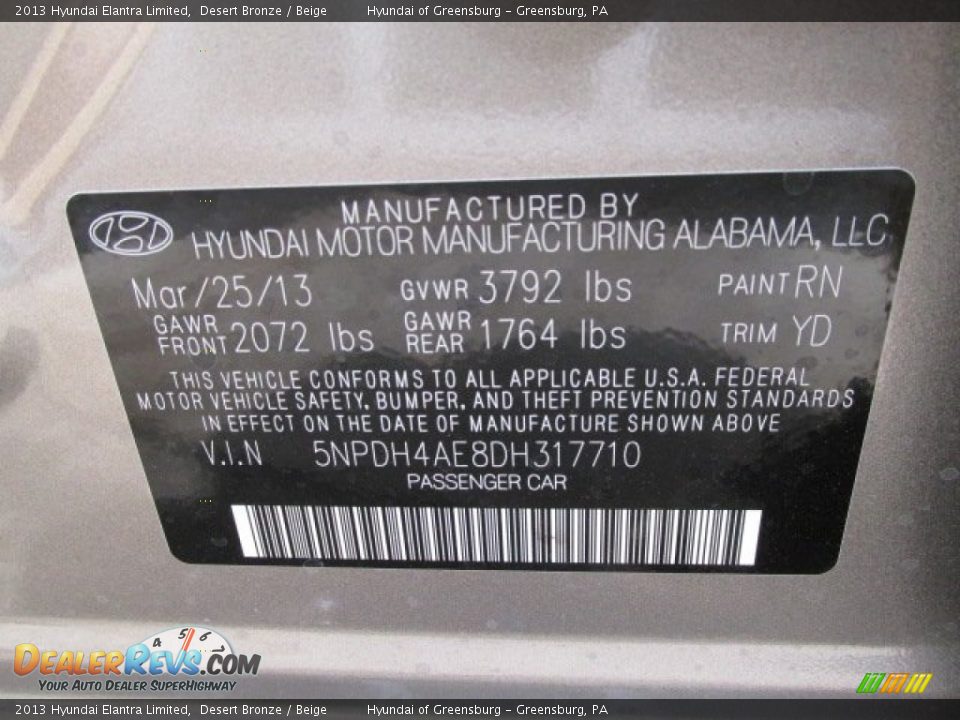 2013 Hyundai Elantra Limited, Desert Bronze / Beige Hyundai of Greensburg - Greensburg, PA
MANUFACTURED BY
HYUNDAI MOTOR MANUFACTURING ALABAMA, LLC
Mar/25/13 GVWR 3792 lbs PAINT RN
GAWR FRONT 2072 lbs GAWR REAR 1764 lbs TRIM YD
THIS VEHICLE CONFORMS TO ALL APPLICABLE U.S.A. FEDERAL
MOTOR VEHICLE SAFETY, BUMPER, AND THEFT PREVENTION STANDARDS
IN EFFECT ON THE DATE OF MANUFACTURE SHOWN ABOVE
V.I.N 5NPDH4AE8DH317710
PASSENGER CAR
4 5 6 7
DEALERREVS.COM
YOUR AUTO DEALER SUPERHIGHWAY
2013 Hyundai Elantra Limited, Desert Bronze / Beige Hyundai of Greensburg - Greensburg, PA